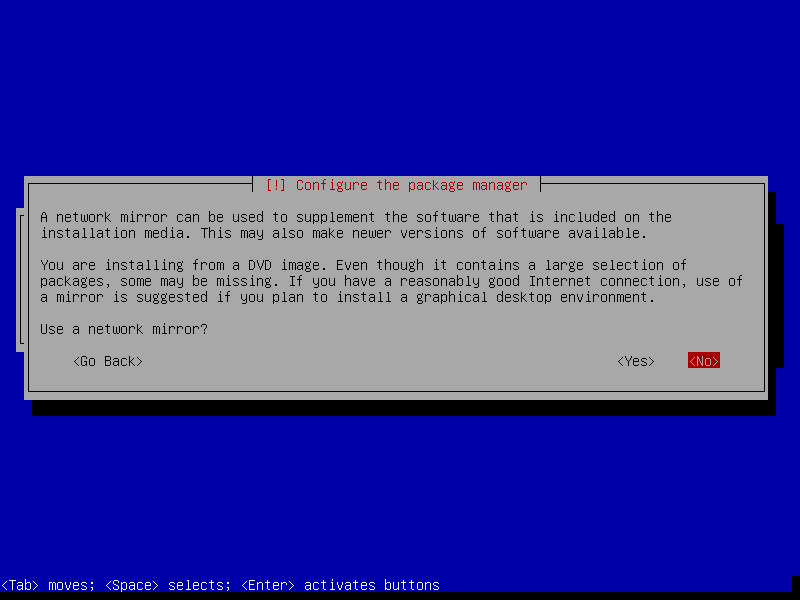 [!] Configure the package manager
A network mirror can be used to supplement the software that is included on the
installation media. This may also make newer versions of software available.
You are installing from a DVD image. Even though it contains a large selection of
packages, some may be missing. If you have a reasonably good Internet connection, use of
a mirror is suggested if you plan to install a graphical desktop environment.
Use a network mirror?
<Go Back> <Yes> <No>
<Tab> moves; <Space> selects; <Enter> activates buttons